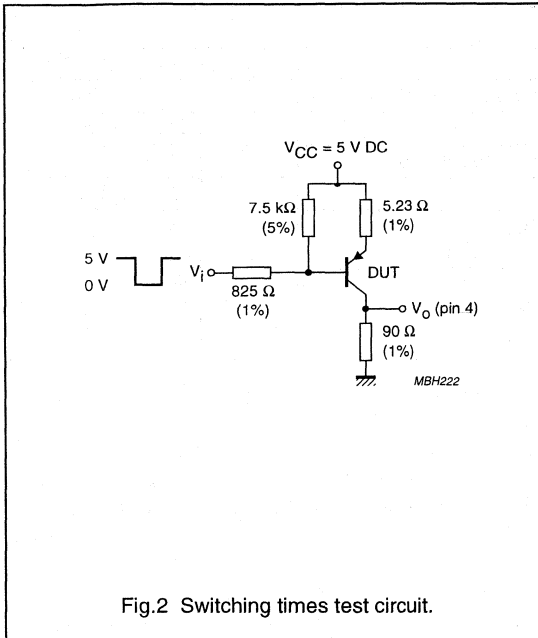 V_CC = 5 V DC
7.5 kΩ
(5%)
5.23 Ω
(1%)
5 V
0 V
V_i
825 Ω
(1%)
DUT
V_o (pin 4)
90 Ω
(1%)
MBH222
Fig.2 Switching times test circuit.